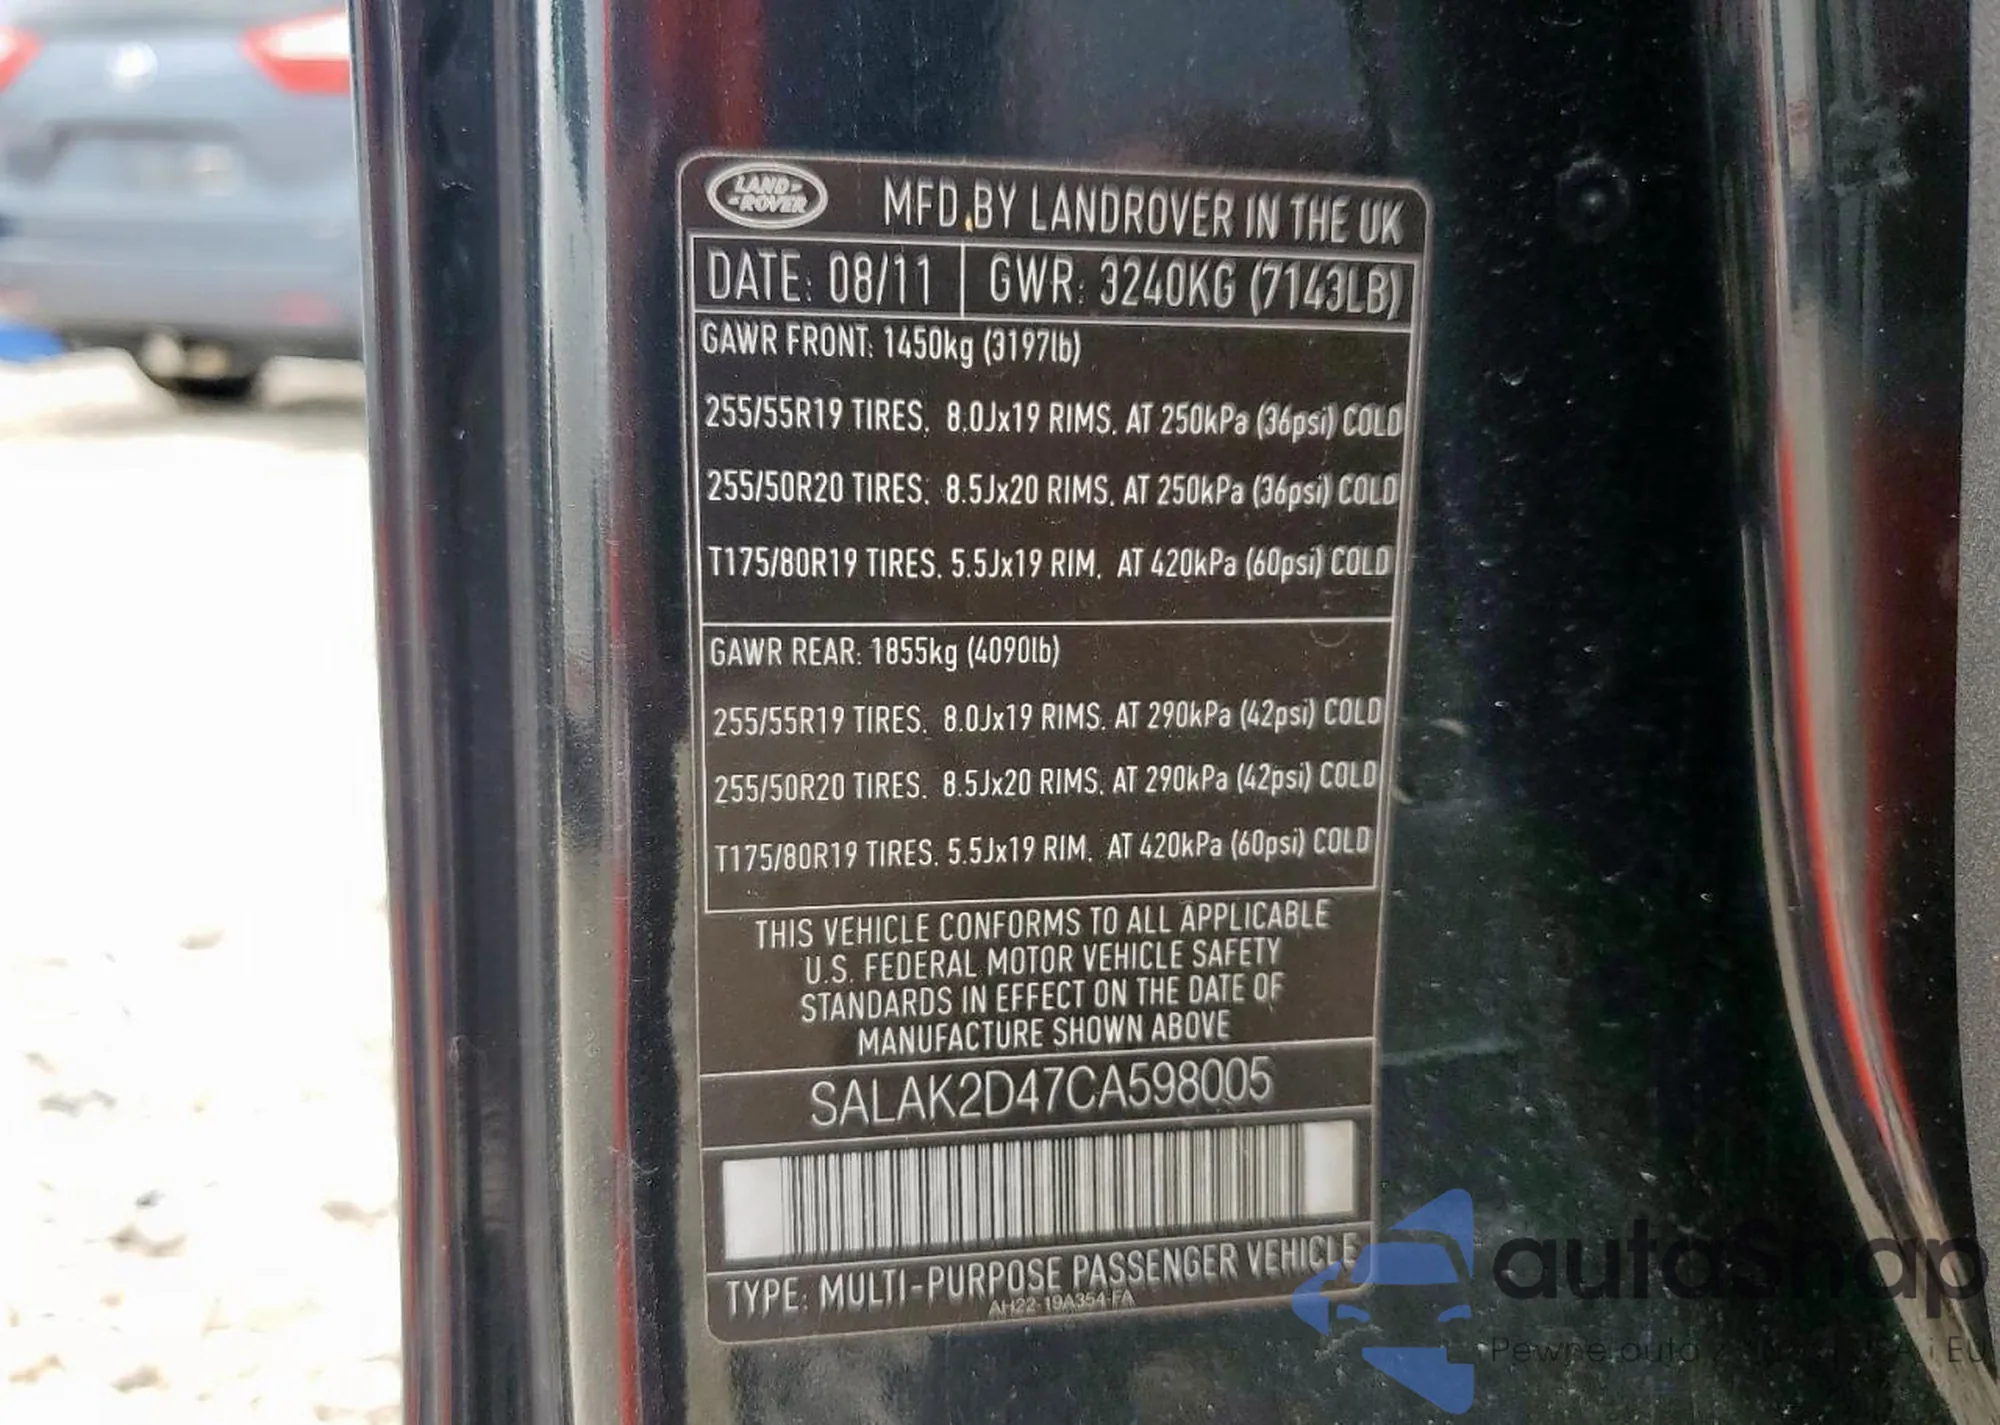 LAND ROVER
MFD.BY LANDROVER IN THE UK
DATE: 08/11 GWR: 3240KG (7143LB)
GAWR FRONT: 1450kg (3197lb)
255/55R19 TIRES. 8.0Jx19 RIMS. AT 250kPa (36psi) COLD
255/50R20 TIRES. 8.5Jx20 RIMS. AT 250kPa (36psi) COLD
T175/80R19 TIRES. 5.5Jx19 RIM. AT 420kPa (60psi) COLD
GAWR REAR: 1855kg (4090lb)
255/55R19 TIRES. 8.0Jx19 RIMS. AT 290kPa (42psi) COLD
255/50R20 TIRES. 8.5Jx20 RIMS. AT 290kPa (42psi) COLD
T175/80R19 TIRES. 5.5Jx19 RIM. AT 420kPa (60psi) COLD
THIS VEHICLE CONFORMS TO ALL APPLICABLE
U.S. FEDERAL MOTOR VEHICLE SAFETY
STANDARDS IN EFFECT ON THE DATE OF
MANUFACTURE SHOWN ABOVE
SALAK2D47CA598005
TYPE: MULTI-PURPOSE PASSENGER VEHICLE
AH22-19A354-FA
autaSnap
Pewne auto z i EU